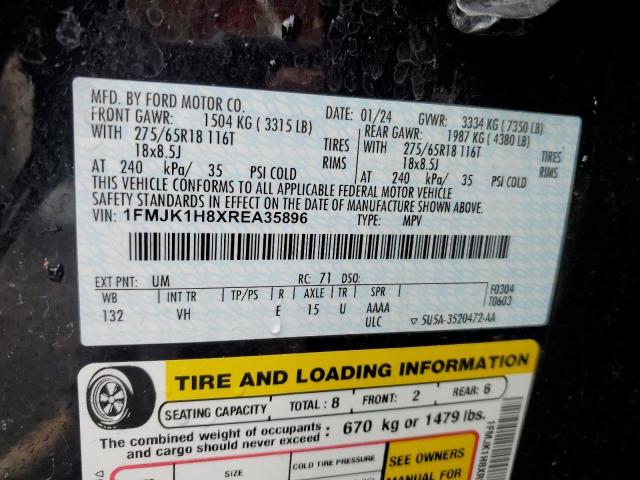 MFD. BY FORD MOTOR CO.
DATE: 01/24 GVWR: 3334 KG (7350 LB)
FRONT GAWR: 1504 KG (3315 LB) REAR GAWR: 1987 KG (4380 LB)
WITH 275/65R18 116T TIRES WITH 275/65R18 116T TIRES
18x8.5J RIMS 18x8.5J RIMS
AT 240 kPa/ 35 PSI COLD AT 240 kPa/ 35 PSI COLD
THIS VEHICLE CONFORMS TO ALL APPLICABLE FEDERAL MOTOR VEHICLE
SAFETY STANDARDS IN EFFECT ON THE DATE OF MANUFACTURE SHOWN ABOVE.
VIN: 1FMJK1H8XREA35896 TYPE: MPV
EXT PNT: UM RC: 71 DSO: F0304
WB INT TR TP/PS R AXLE TR SPR T0603
132 VH E 15 U AAAA
ULC ▽ 5U5A-3520472-AA
TIRE AND LOADING INFORMATION
SEATING CAPACITY TOTAL: 8 FRONT: 2 REAR: 6
The combined weight of occupants
and cargo should never exceed : 670 kg or 1479 lbs.
SIZE COLD TIRE PRESSURE
SEE OWNERS
MANUAL FOR
1FMJK1H8XR